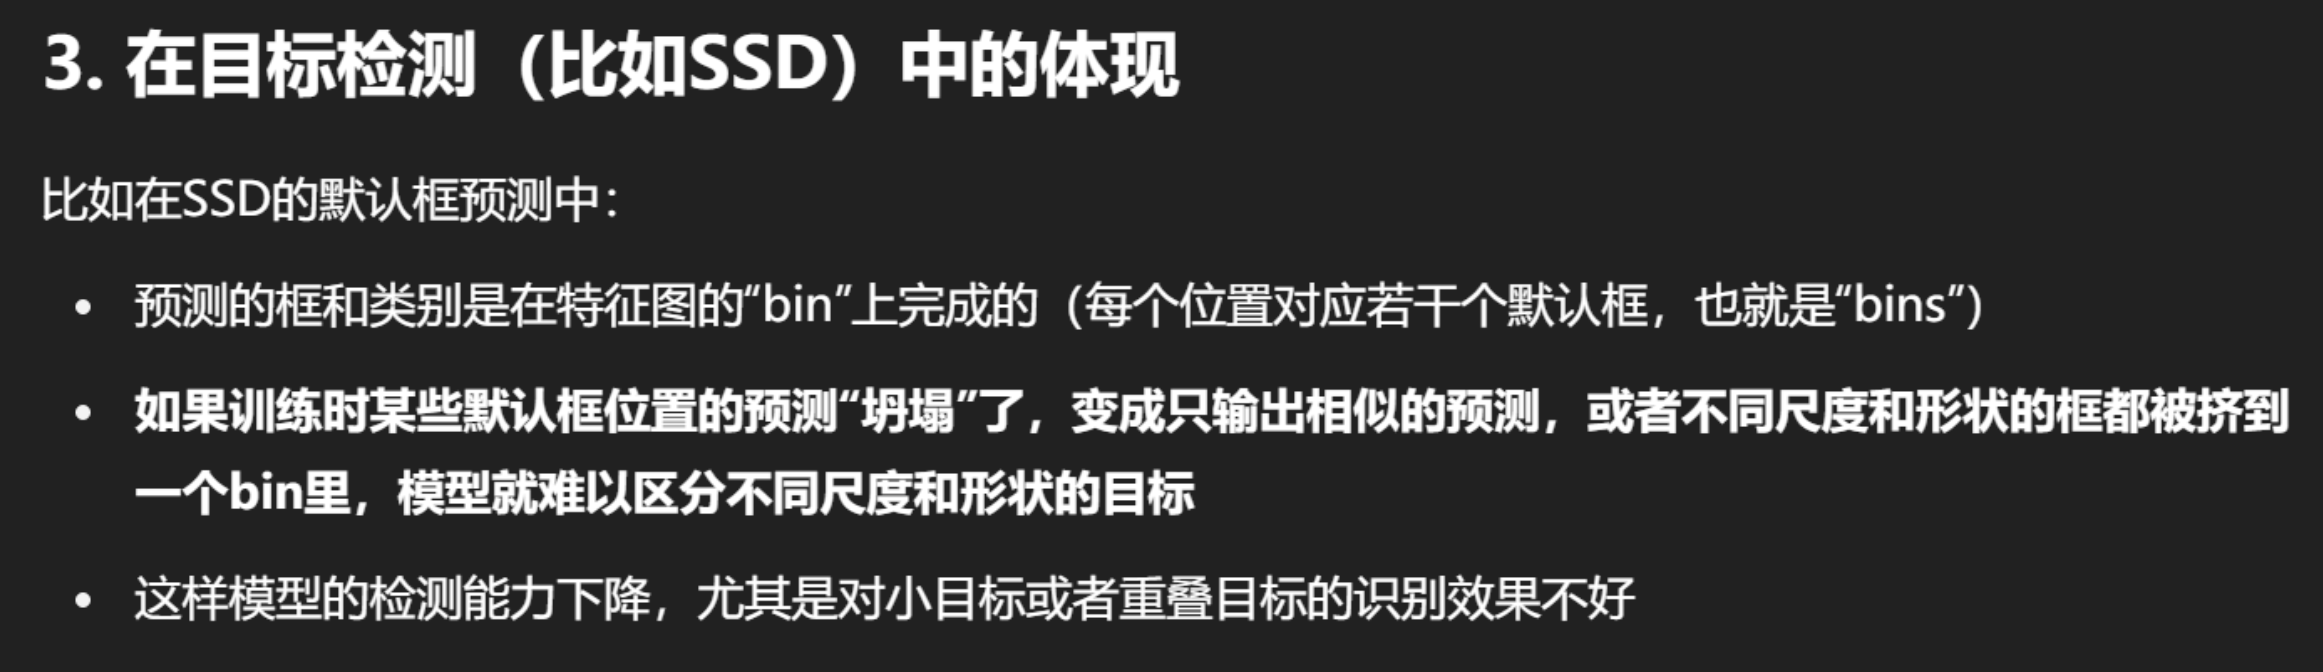 3. 在目标检测（比如SSD）中的体现
比如在SSD的默认框预测中：
• 预测的框和类别是在特征图的“bin”上完成的（每个位置对应若干个默认框，也就是“bins”）
• 如果训练时某些默认框位置的预测“坍塌”了，变成只输出相似的预测，或者不同尺度和形状的框都被挤到
一个bin里，模型就难以区分不同尺度和形状的目标
• 这样模型的检测能力下降，尤其是对小目标或者重叠目标的识别效果不好